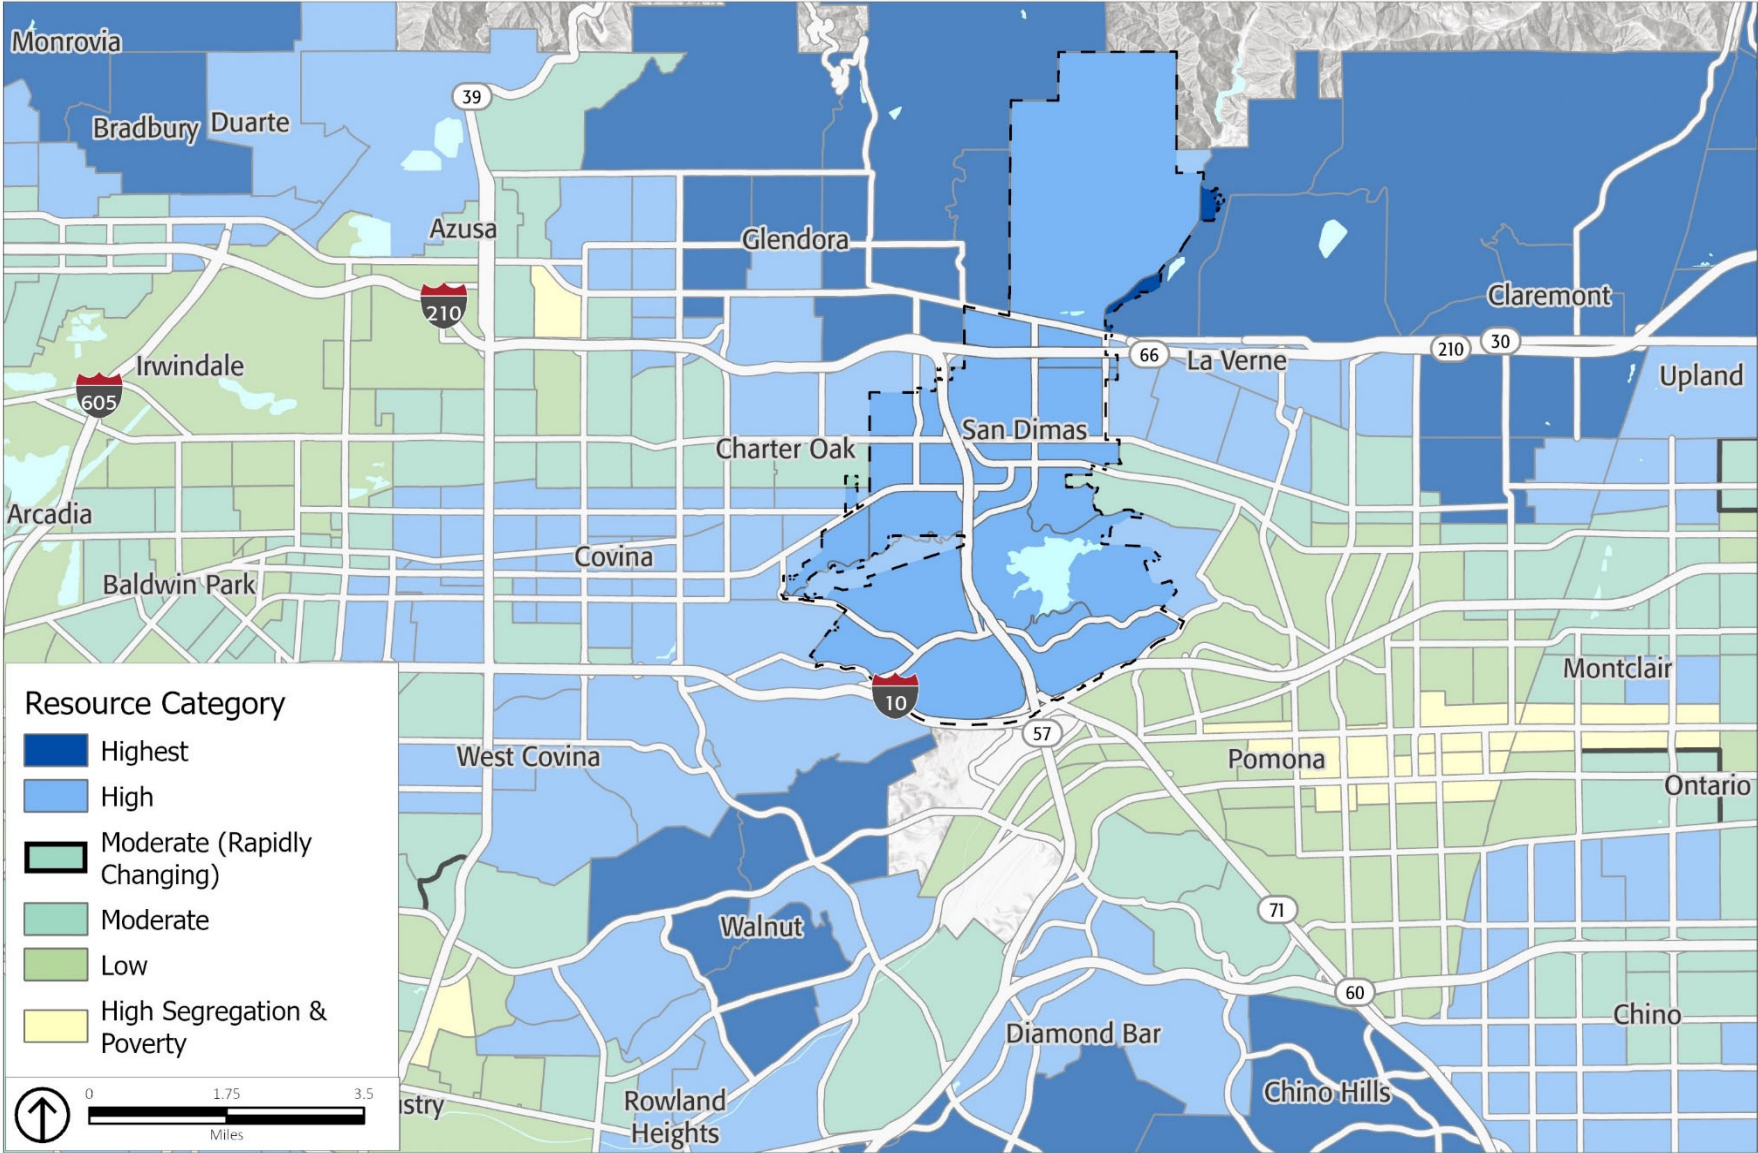 Monrovia
39
Bradbury
Duarte
Azusa
Glendora
210
Claremont
Irwindale
66
La Verne
210
30
Upland
605
Charter Oak
San Dimas
Arcadia
Covina
Baldwin Park
Montclair
10
57
West Covina
Pomona
Ontario
Walnut
71
60
Chino
Diamond Bar
Chino Hills
Rowland
Heights
ustry
Resource Category
Highest
High
Moderate (Rapidly
Changing)
Moderate
Low
High Segregation &
Poverty
0
1.75
3.5
Miles